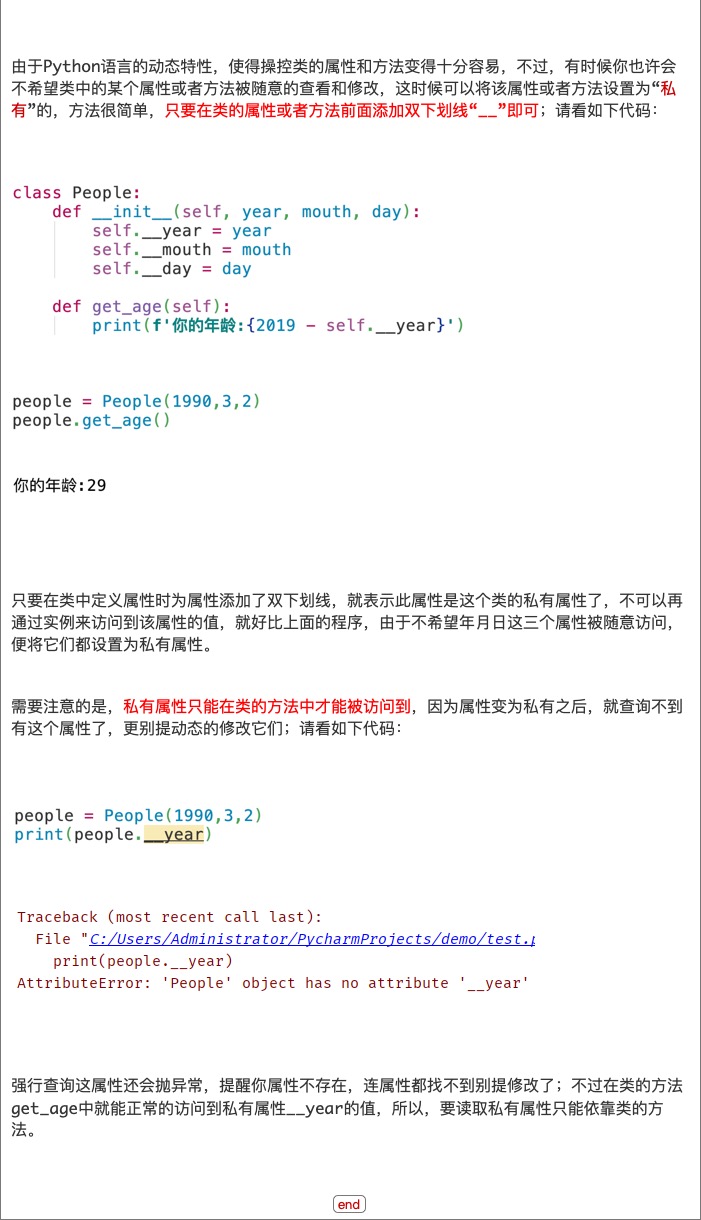 由于Python语言的动态特性，使得操控类的属性和方法变得十分容易，不过，有时候你也许会
不希望类中的某个属性或者方法被随意的查看和修改，这时候可以将该属性或者方法设置为“私
有”的，方法很简单，只要在类的属性或者方法前面添加双下划线“__”即可；请看如下代码：
class People:
    def __init__(self, year, mouth, day):
        self.__year = year
        self.__mouth = mouth
        self.__day = day
    def get_age(self):
        print(f'你的年龄:{2019 - self.__year}')
people = People(1990,3,2)
people.get_age()
你的年龄:29
只要在类中定义属性时为属性添加了双下划线，就表示此属性是这个类的私有属性了，不可以再
通过实例来访问到该属性的值，就好比上面的程序，由于不希望年月日这三个属性被随意访问，
便将它们都设置为私有属性。
需要注意的是，私有属性只能在类的方法中才能被访问到，因为属性变为私有之后，就查询不到
有这个属性了，更别提动态的修改它们；请看如下代码：
people = People(1990,3,2)
print(people.__year)
Traceback (most recent call last):
  File "C:/Users/Administrator/PycharmProjects/demo/test.p
    print(people.__year)
AttributeError: 'People' object has no attribute '__year'
强行查询这属性还会抛异常，提醒你属性不存在，连属性都找不到别提修改了；不过在类的方法
get_age中就能正常的访问到私有属性__year的值，所以，要读取私有属性只能依靠类的方
法。
end